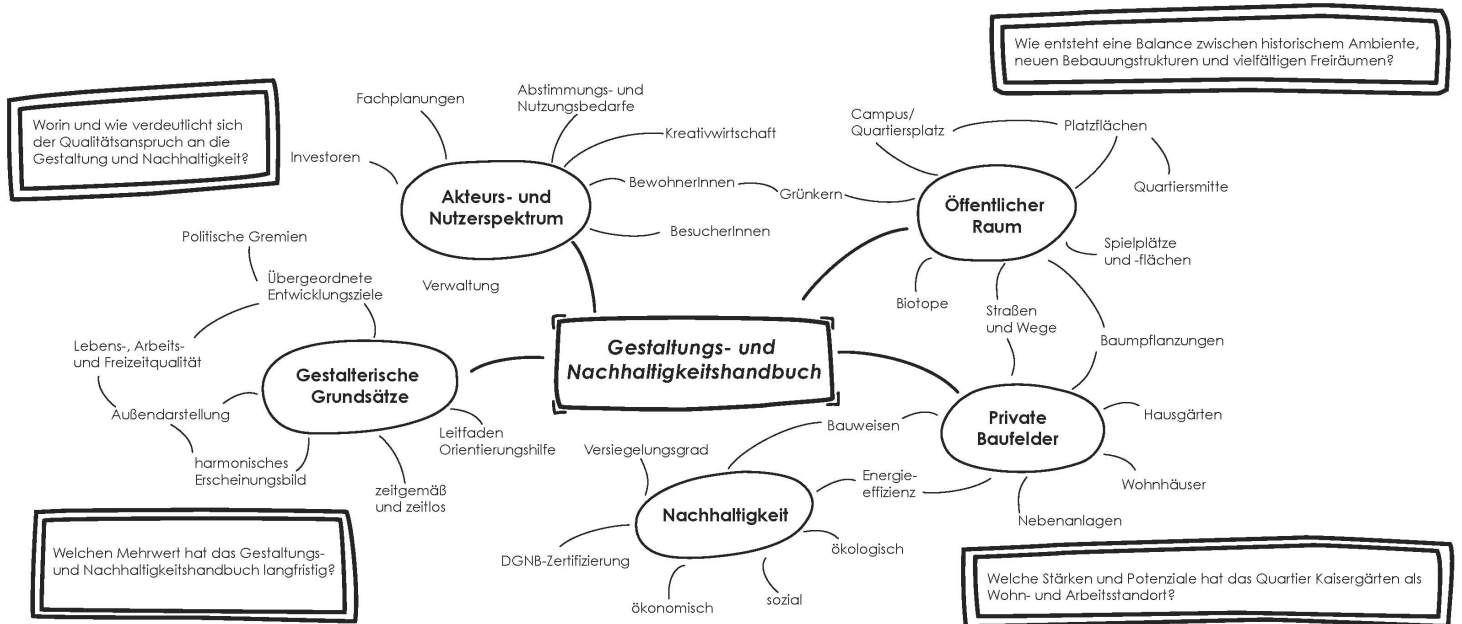 Wie entsteht eine Balance zwischen historischem Ambiente,
neuen Bebauungstrukturen und vielfältigen Freiräumen?
Worin und wie verdeutlicht sich
der Qualitätsanspruch an die
Gestaltung und Nachhaltigkeit?
Fachplanungen
Abstimmungs- und
Nutzungsbedarfe
Kreativwirtschaft
Investoren
BewohnerInnen
Grünkern
BesucherInnen
Akteurs- und
Nutzerspektrum
Verwaltung
Campus/
Quartiersplatz
Platzflächen
Quartiersmitte
Öffentlicher
Raum
Spielplätze
und -flächen
Biotope
Straßen
und Wege
Baumpflanzungen
Politische Gremien
Übergeordnete
Entwicklungsziele
Lebens-, Arbeits-
und Freizeitqualität
Gestalterische
Grundsätze
Außendarstellung
harmonisches
Erscheinungsbild
zeitgemäß
und zeitlos
Leitfaden
Orientierungshilfe
Gestaltungs- und
Nachhaltigkeitshandbuch
Private
Baufelder
Hausgärten
Wohnhäuser
Nebenanlagen
Bauweisen
Energie-
effizienz
Versiegelungsgrad
Nachhaltigkeit
DGNB-Zertifizierung
ökonomisch
sozial
ökologisch
Welchen Mehrwert hat das Gestaltungs-
und Nachhaltigkeitshandbuch langfristig?
Welche Stärken und Potenziale hat das Quartier Kaisergärten als
Wohn- und Arbeitsstandort?